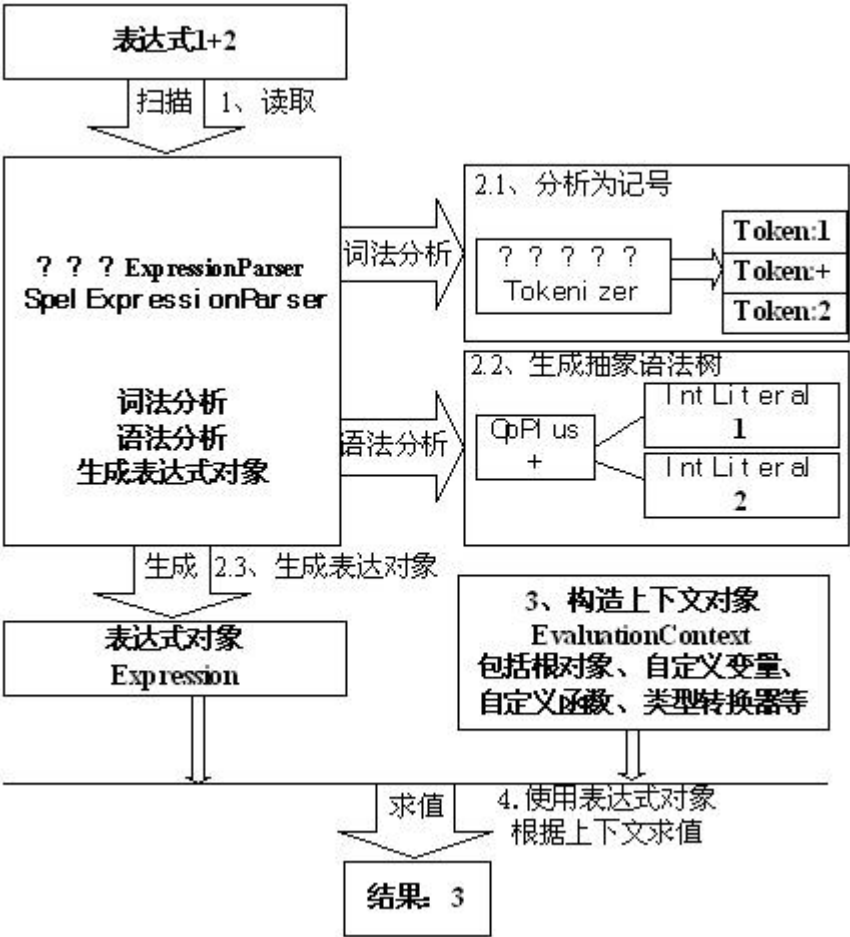 表达式1+2
扫描
1、读取
? ? ? ExpressionParser
SpelExpressionParser
词法分析
语法分析
生成表达式对象
词法分析
2.1、分析为记号
? ? ? ? ?
Tokenizer
Token:1
Token:+
Token:2
语法分析
2.2、生成抽象语法树
OpPlus
+
IntLiteral
1
IntLiteral
2
生成
2.3、生成表达对象
表达式对象
Expression
3、构造上下文对象
EvaluationContext
包括根对象、自定义变量、
自定义函数、类型转换器等
求值
4.使用表达式对象
根据上下文求值
结果：3